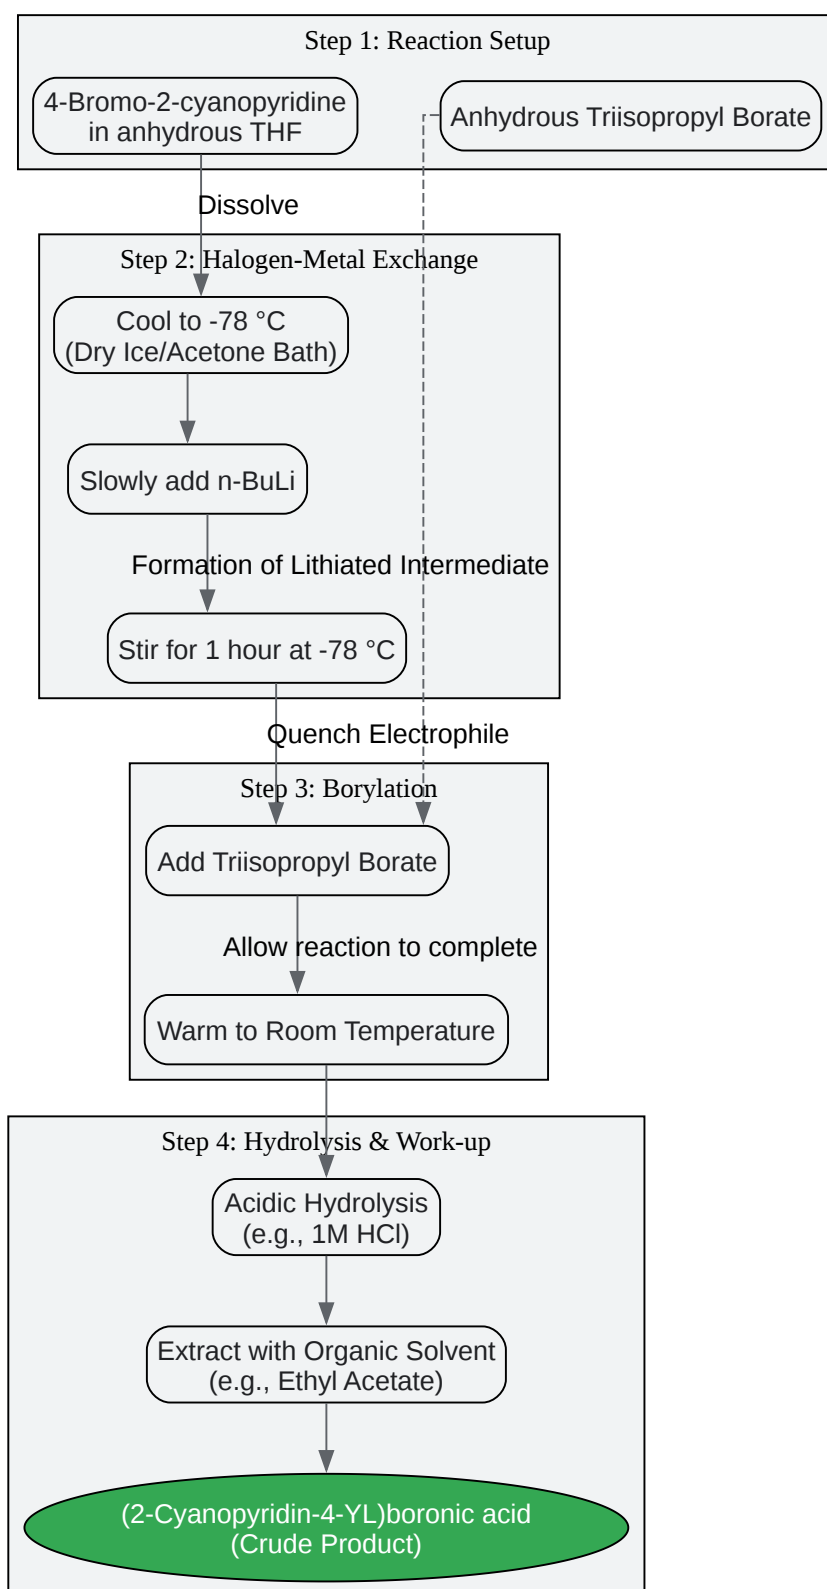 Step 1: Reaction Setup
4-Bromo-2-cyanopyridine
in anhydrous THF
Anhydrous Triisopropyl Borate
Dissolve
Step 2: Halogen-Metal Exchange
Cool to -78 °C
(Dry Ice/Acetone Bath)
Slowly add n-BuLi
Formation of Lithiated Intermediate
Stir for 1 hour at -78 °C
Quench Electrophile
Step 3: Borylation
Add Triisopropyl Borate
Allow reaction to complete
Warm to Room Temperature
Step 4: Hydrolysis & Work-up
Acidic Hydrolysis
(e.g., 1M HCl)
Extract with Organic Solvent
(e.g., Ethyl Acetate)
(2-Cyanopyridin-4-YL)boronic acid
(Crude Product)